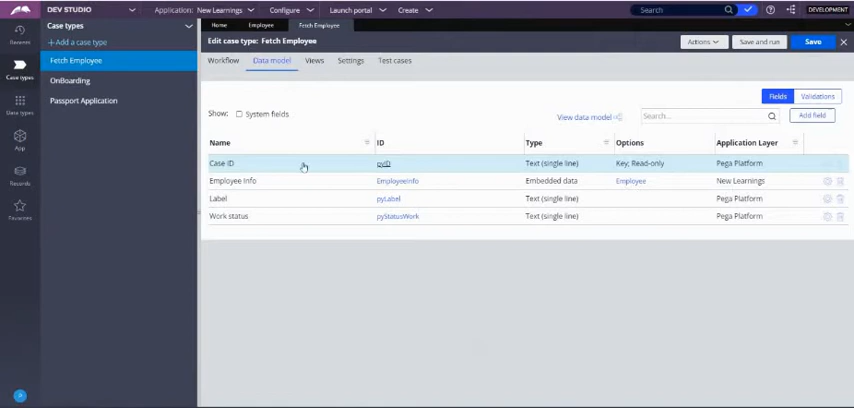 DEV STUDIO
Application: New Learnings
Configure
Launch portal
Create
Search
DEVELOPMENT
Recents
Case types
Data types
App
Records
Favorites
Case types
+ Add a case type
Fetch Employee
OnBoarding
Passport Application
Home
Employee
Fetch Employee
Edit case type: Fetch Employee
Actions
Save and run
Save
Workflow
Data model
Views
Settings
Test cases
Fields
Validations
Show:
System fields
View data model
Search...
Add field
Name ID Type Options Application Layer
Case ID pyID Text (single line) Key; Read-only Pega Platform
Employee Info EmployeeInfo Embedded data Employee New Learnings
Label pyLabel Text (single line) Pega Platform
Work status pyStatusWork Text (single line) Pega Platform